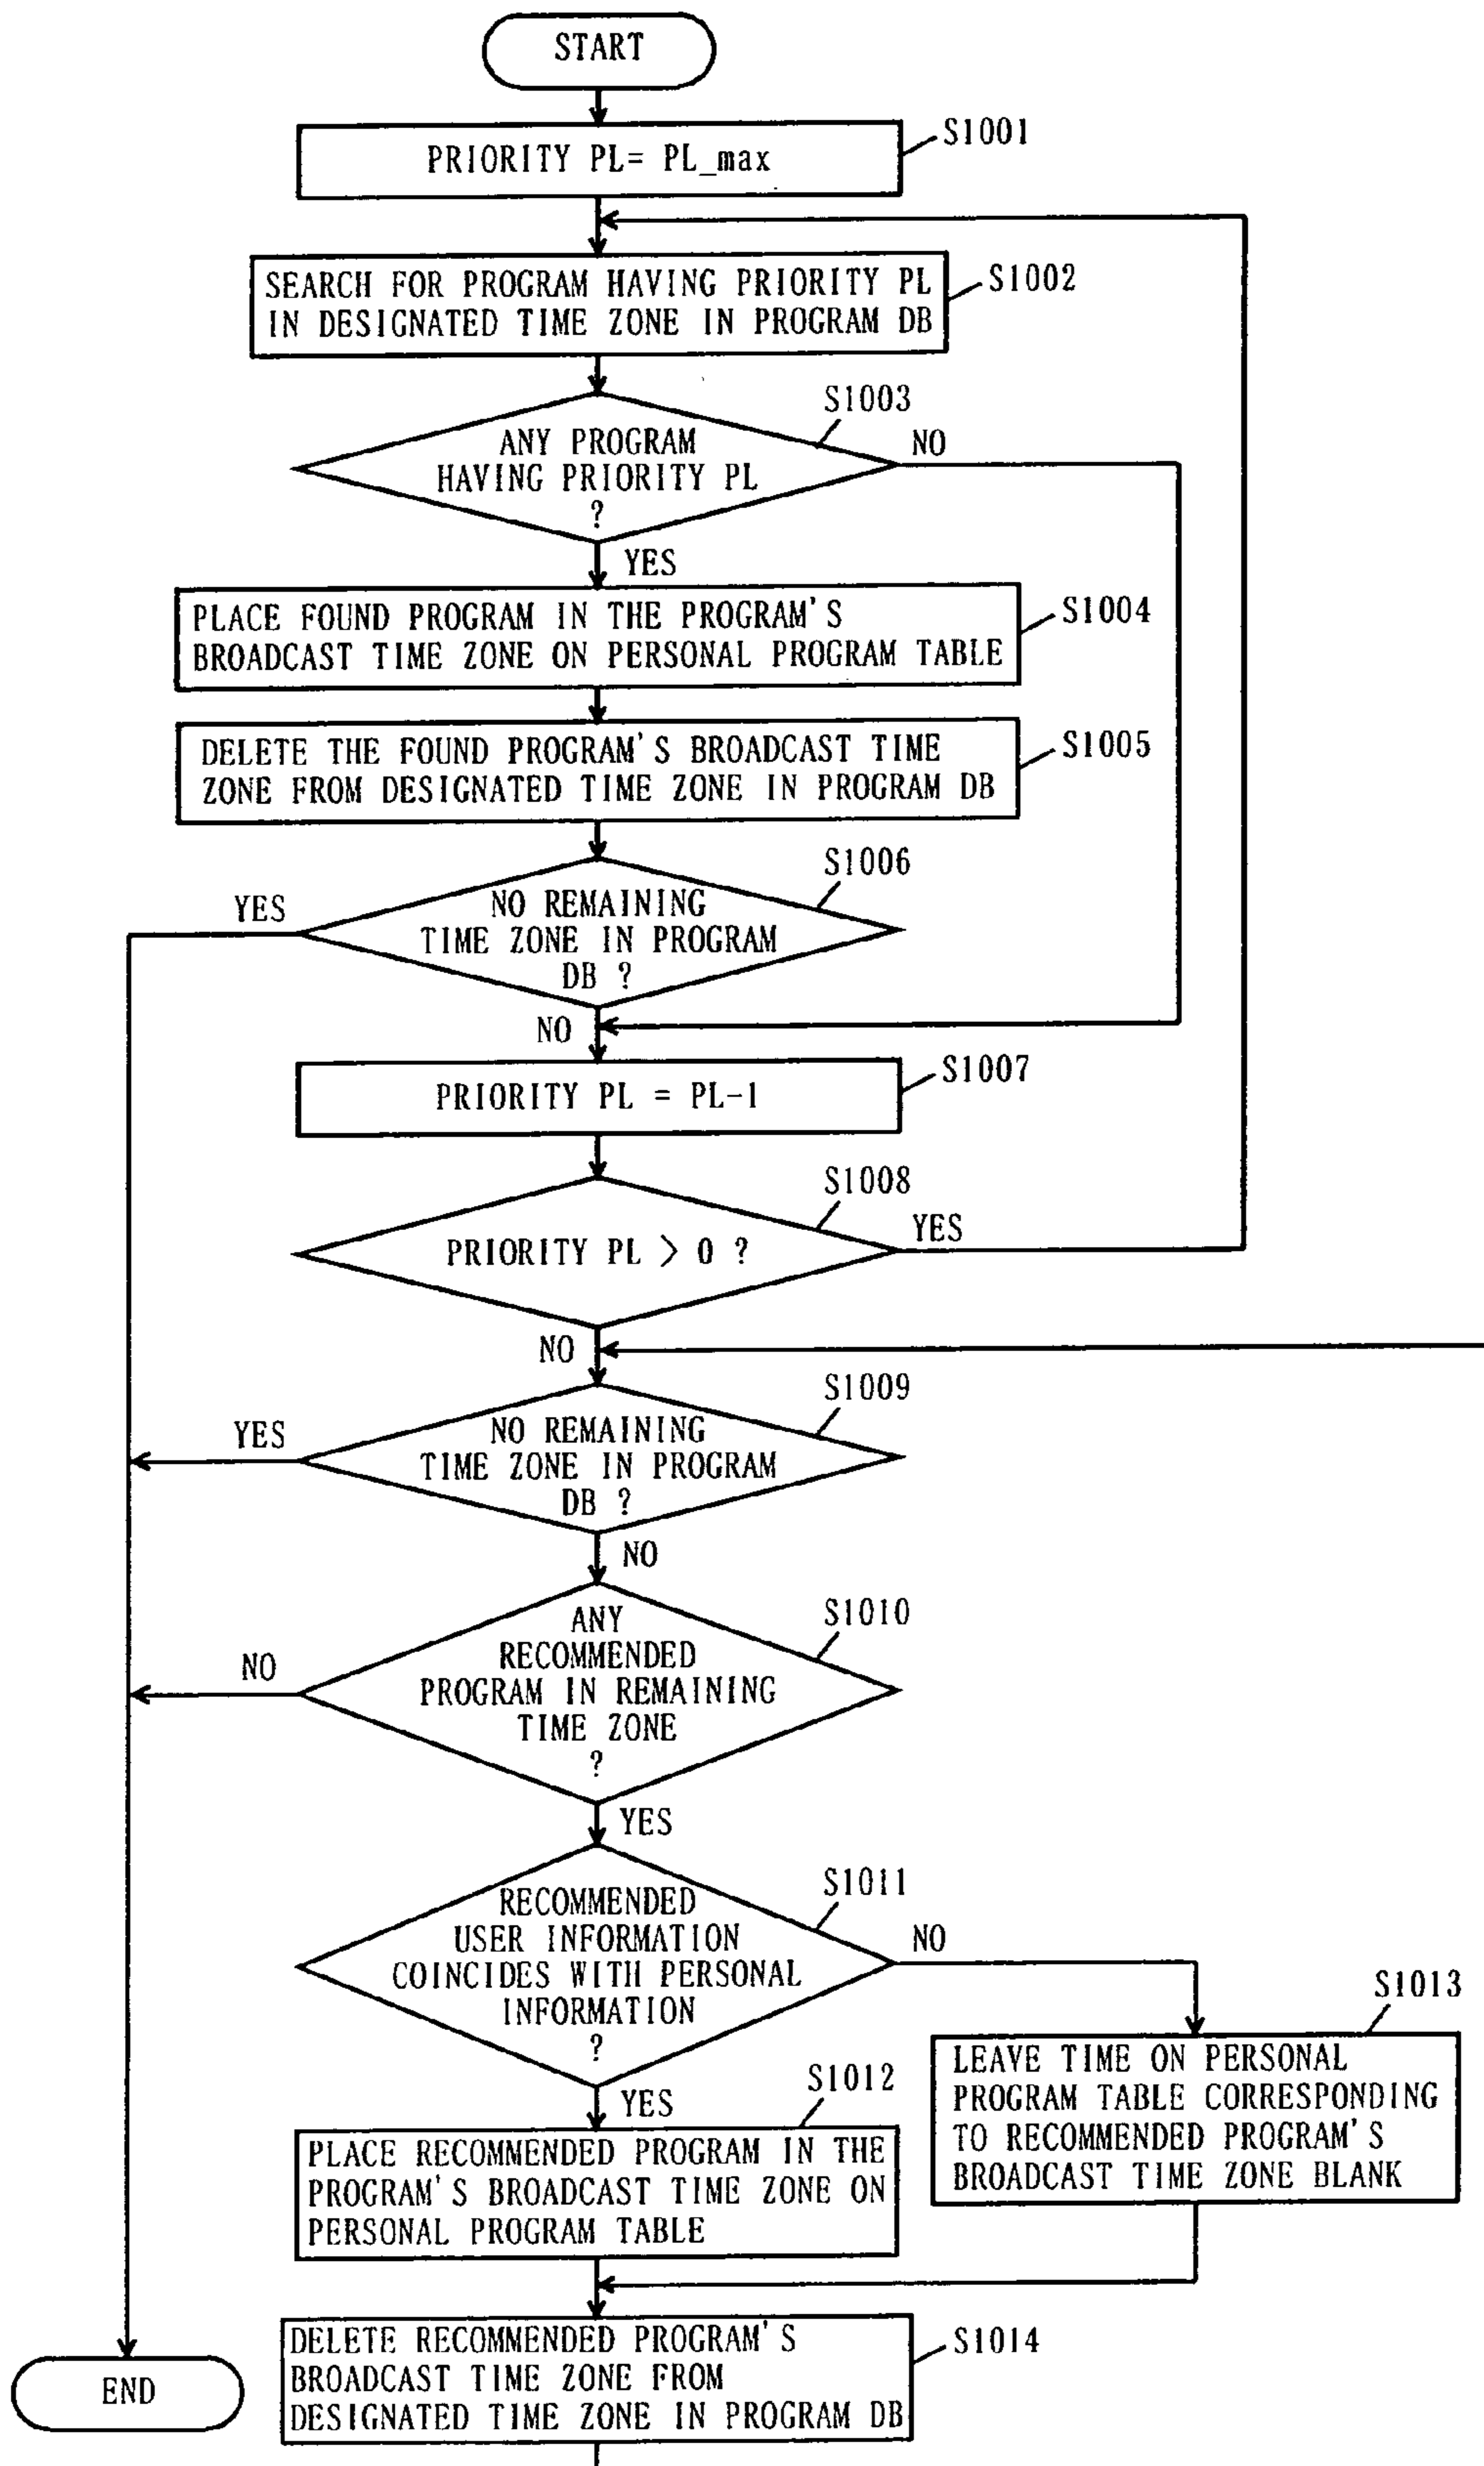 START
PRIORITY PL= PL_max
S1001
SEARCH FOR PROGRAM HAVING PRIORITY PL
IN DESIGNATED TIME ZONE IN PROGRAM DB
S1002
ANY PROGRAM
HAVING PRIORITY PL
?
S1003
NO
YES
PLACE FOUND PROGRAM IN THE PROGRAM'S
BROADCAST TIME ZONE ON PERSONAL PROGRAM TABLE
S1004
DELETE THE FOUND PROGRAM'S BROADCAST TIME
ZONE FROM DESIGNATED TIME ZONE IN PROGRAM DB
S1005
NO REMAINING
TIME ZONE IN PROGRAM
DB ?
S1006
YES
NO
PRIORITY PL = PL-1
S1007
PRIORITY PL > 0 ?
S1008
YES
NO
NO REMAINING
TIME ZONE IN PROGRAM
DB ?
S1009
YES
NO
ANY
RECOMMENDED
PROGRAM IN REMAINING
TIME ZONE
?
S1010
NO
YES
RECOMMENDED
USER INFORMATION
COINCIDES WITH PERSONAL
INFORMATION
?
S1011
NO
YES
PLACE RECOMMENDED PROGRAM IN THE
PROGRAM'S BROADCAST TIME ZONE ON
PERSONAL PROGRAM TABLE
S1012
LEAVE TIME ON PERSONAL
PROGRAM TABLE CORRESPONDING
TO RECOMMENDED PROGRAM'S
BROADCAST TIME ZONE BLANK
S1013
DELETE RECOMMENDED PROGRAM'S
BROADCAST TIME ZONE FROM
DESIGNATED TIME ZONE IN PROGRAM DB
S1014
END